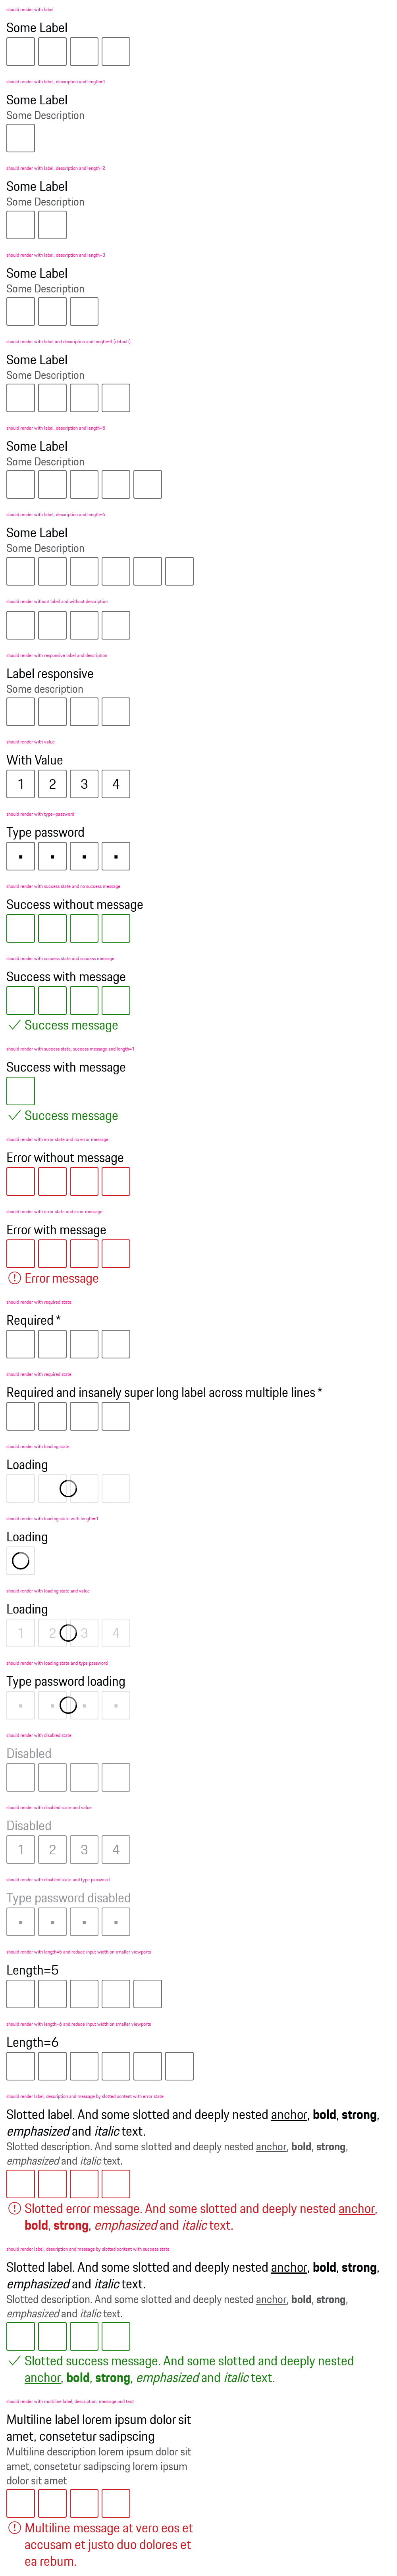 should render with label
Some Label
should render with label, description and length=1
Some Label
Some Description
should render with label, description and length=2
Some Label
Some Description
should render with label, description and length=3
Some Label
Some Description
should render with label and description and length=4 (default)
Some Label
Some Description
should render with label, description and length=5
Some Label
Some Description
should render with label, description and length=6
Some Label
Some Description
should render without label and without description
should render with responsive label and description
Label responsive
Some description
should render with value
With Value
1 2 3 4
should render with type=password
Type password
should render with success state and no success message
Success without message
should render with success state and success message
Success with message
Success message
should render with success state, success message and length=1
Success with message
Success message
should render with error state and no error message
Error without message
should render with error state and error message
Error with message
Error message
should render with required state
Required *
should render with required state
Required and insanely super long label across multiple lines *
should render with loading state
Loading
should render with loading state with length=1
Loading
should render with loading state and value
Loading
1 2 3 4
should render with loading state and type password
Type password loading
should render with disabled state
Disabled
should render with disabled state and value
Disabled
1 2 3 4
should render with disabled state and type password
Type password disabled
should render with length=5 and reduce input width on smaller viewports
Length=5
should render with length=6 and reduce input width on smaller viewports
Length=6
should render label, description and message by slotted content with error state
Slotted label. And some slotted and deeply nested anchor, bold, strong,
emphasized and italic text.
Slotted description. And some slotted and deeply nested anchor, bold, strong,
emphasized and italic text.
Slotted error message. And some slotted and deeply nested anchor,
bold, strong, emphasized and italic text.
should render label, description and message by slotted content with success state
Slotted label. And some slotted and deeply nested anchor, bold, strong,
emphasized and italic text.
Slotted description. And some slotted and deeply nested anchor, bold, strong,
emphasized and italic text.
Slotted success message. And some slotted and deeply nested
anchor, bold, strong, emphasized and italic text.
should render with multiline label, description, message and text
Multiline label lorem ipsum dolor sit
amet, consetetur sadipscing
Multiline description lorem ipsum dolor sit
amet, consetetur sadipscing lorem ipsum
dolor sit amet
Multiline message at vero eos et
accusam et justo duo dolores et
ea rebum.